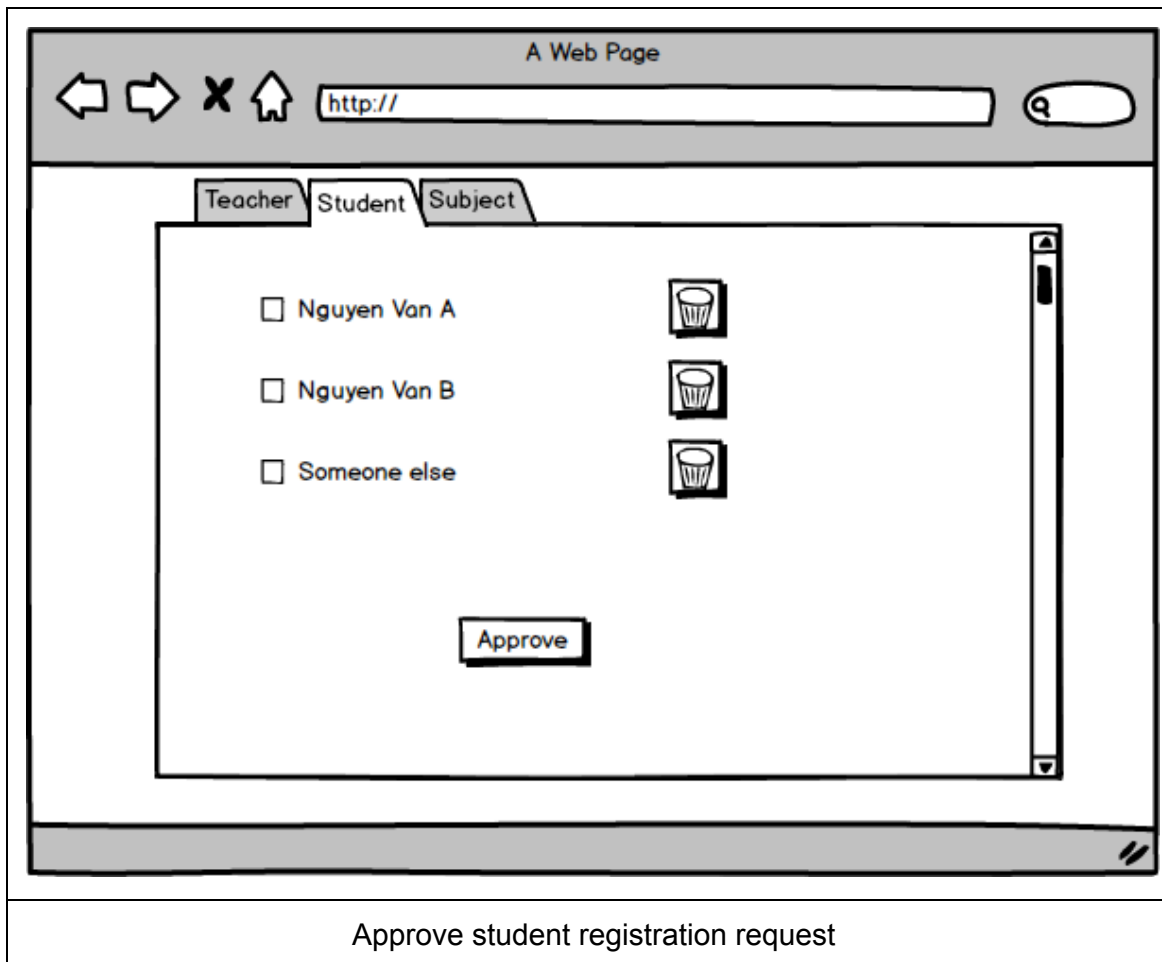 A Web Page
http://
Teacher Student Subject
Nguyen Van A
Nguyen Van B
Someone else
Approve
Approve student registration request